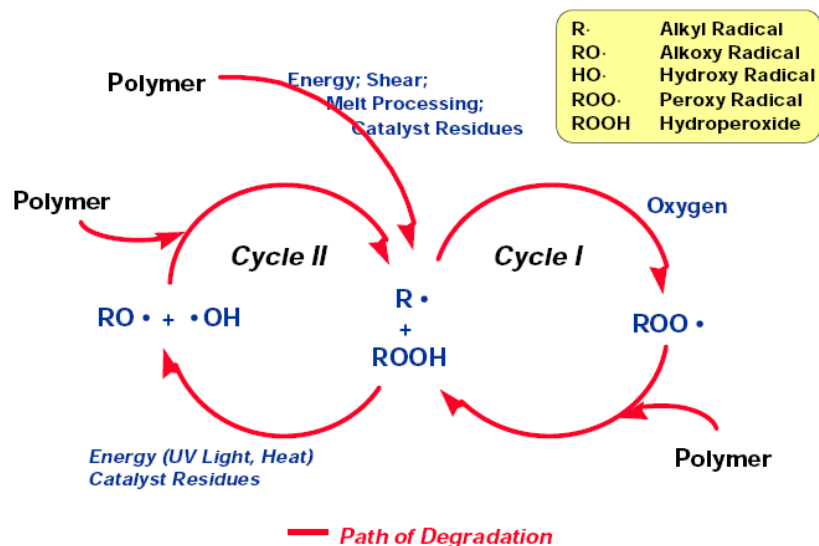 R· Alkyl Radical
RO· Alkoxy Radical
HO· Hydroxy Radical
ROO· Peroxy Radical
ROOH Hydroperoxide
Polymer
Energy; Shear;
Melt Processing;
Catalyst Residues
Polymer
Oxygen
Cycle II
Cycle I
RO • + • OH
R •
+
ROOH
ROO •
Energy (UV Light, Heat)
Catalyst Residues
Polymer
Path of Degradation